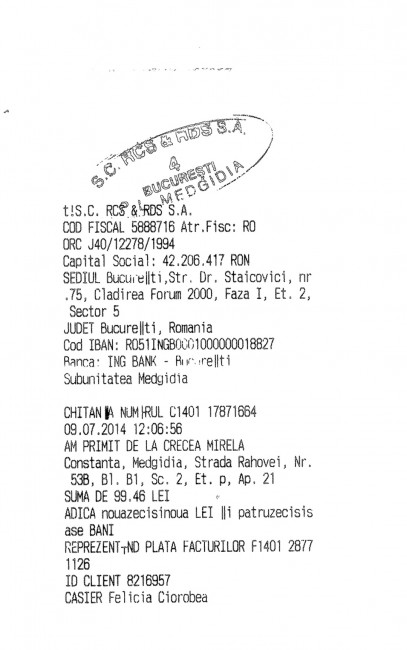 S.C. RCS & RDS S.A.
4
BUCUREŞTI
MEDGIDIA
t!S.C. RCS & RDS S.A.
COD FISCAL 5888716 Atr.Fisc: RO
ORC J40/12278/1994
Capital Social: 42.206.417 RON
SEDIUL Bucure||ti,Str. Dr. Staicovici, nr
.75, Cladirea Forum 2000, Faza I, Et. 2,
Sector 5
JUDET Bucure||ti, Romania
Cod IBAN: RO51INGB0001000000018827
Banca: ING BANK - Bucure||ti
Subunitatea Medgidia
CHITAN A NUM RUL C1401 17871664
09.07.2014 12:06:56
AM PRIMIT DE LA CRECEA MIRELA
Constanta, Medgidia, Strada Rahovei, Nr.
53B, Bl. B1, Sc. 2, Et. p, Ap. 21
SUMA DE 99.46 LEI
ADICA nouazecisinoua LEI ||i patruzecisis
ase BANI
REPREZENT┬ND PLATA FACTURILOR F1401 2877
1126
ID CLIENT 8216957
CASIER Felicia Ciorobea